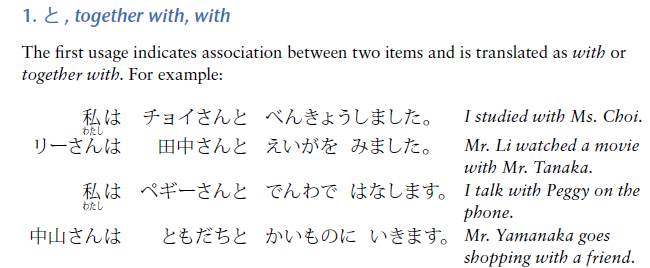 1. と, together with, with
The first usage indicates association between two items and is translated as with or
together with. For example:
私は チョイさんと べんきょうしました。 I studied with Ms. Choi.
わたし
リーさんは 田中さんと えいがを みました。 Mr. Li watched a movie
with Mr. Tanaka.
私は ペギーさんと でんわで はなします。 I talk with Peggy on the
わたし
phone.
中山さんは ともだちと かいものに いきます。 Mr. Yamanaka goes
shopping with a friend.